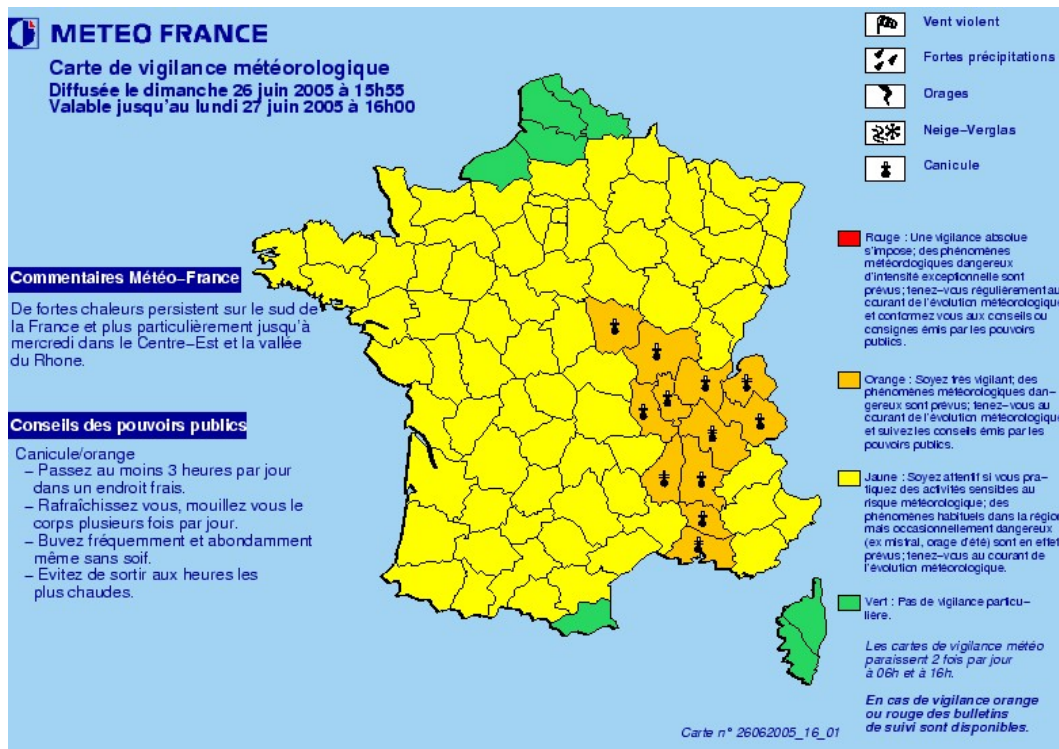 METEO FRANCE
Carte de vigilance météorologique
Diffusée le dimanche 26 juin 2005 à 15h55
Valable jusqu'au lundi 27 juin 2005 à 16h00
Commentaires Météo-France
De fortes chaleurs persistent sur le sud de
la France et plus particulièrement jusqu'à
mercredi dans le Centre-Est et la vallée
du Rhone.
Conseils des pouvoirs publics
Canicule/orange
- Passez au moins 3 heures par jour
dans un endroit frais.
- Rafraîchissez vous, mouillez vous le
corps plusieurs fois par jour.
- Buvez fréquemment et abondamment
même sans soif.
- Evitez de sortir aux heures les
plus chaudes.
Vent violent
Fortes précipitations
Orages
Neige-Verglas
Canicule
Rouge : Une vigilance absolue
s'impose; des phénomènes
météorologiques dangereux
d'intensité exceptionnelle sont
prévus; tenez-vous régulièrement au
courant de l'évolution météorologiqu
et conformez vous aux conseils ou
consignes émis par les pouvoirs
publics.
Orange : Soyez très vigilant; des
phénomènes météorologiques dan-
gereux sont prévus; tenez-vous au
courant de l'évolution météorologique
et suivez les conseils émis par les
pouvoirs publics.
Jaune : Soyez attentif si vous pra-
tiquez des activités sensibles au
risque météorologique; des
phénomènes habituels dans la région
mais occasionnellement dangereux
(ex mistral, orage d'été) sont en effet
prévus; tenez-vous au courant de
l'évolution météorologique.
Vert : Pas de vigilance particu-
lière.
Les cartes de vigilance météo
paraissent 2 fois par jour
à 06h et à 16h.
En cas de vigilance orange
ou rouge des bulletins
de suivi sont disponibles.
Carte n° 26062005_16_01